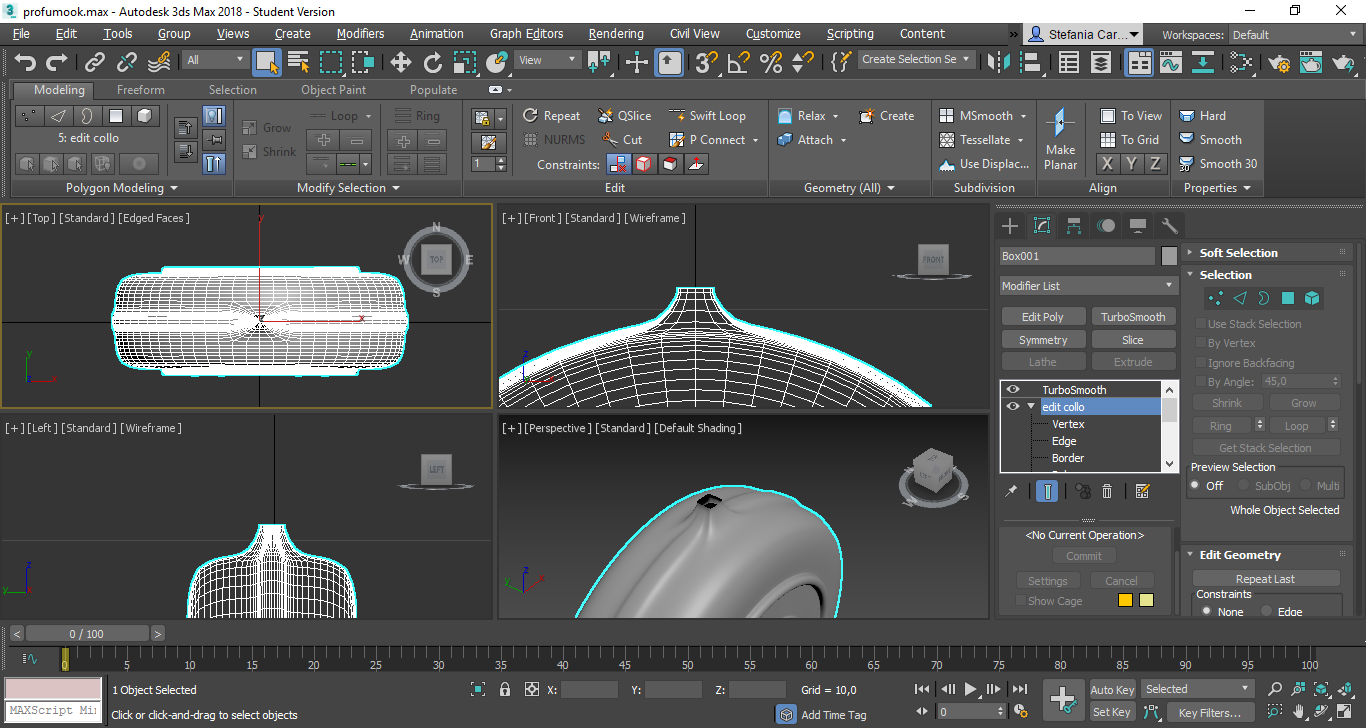 profumook.max - Autodesk 3ds Max 2018 - Student Version
File Edit Tools Group Views Create Modifiers Animation Graph Editors Rendering Civil View Customize Scripting Content » Stefania Car... Workspaces: Default
All View Create Selection Se
Modeling Freeform Selection Object Paint Populate
5: edit collo
Polygon Modeling
Grow
Shrink
Loop
Ring
Modify Selection
1
Repeat QSlice Swift Loop
NURMS Cut P Connect
Constraints:
Edit
Relax Create
Attach
Geometry (All)
MSmooth
Tessellate
Use Displac...
Subdivision
Make Planar
To View
To Grid
X Y Z
Align
Hard
Smooth
Smooth 30
Properties
[+] [Top] [Standard] [Edged Faces]
[+] [Front] [Standard] [Wireframe]
[+] [Left] [Standard] [Wireframe]
[+] [Perspective] [Standard] [Default Shading]
N
W TOP E
S
FRONT
LEFT
y
x
z
Box001
Modifier List
Edit Poly TurboSmooth
Symmetry Slice
Lathe Extrude
TurboSmooth
edit collo
Vertex
Edge
Border
<No Current Operation>
Commit
Settings Cancel
Show Cage
Soft Selection
Selection
Use Stack Selection
By Vertex
Ignore Backfacing
By Angle: 45,0
Shrink Grow
Ring Loop
Get Stack Selection
Preview Selection
Off SubObj Multi
Whole Object Selected
Edit Geometry
Repeat Last
Constraints
None Edge
< 0 / 100 >
0 5 10 15 20 25 30 35 40 45 50 55 60 65 70 75 80 85 90 95 100
1 Object Selected X: Y: Z: Grid = 10,0 Auto Key Selected
MAXScript Mi Click or click-and-drag to select objects Add Time Tag 0 Set Key Key Filters...